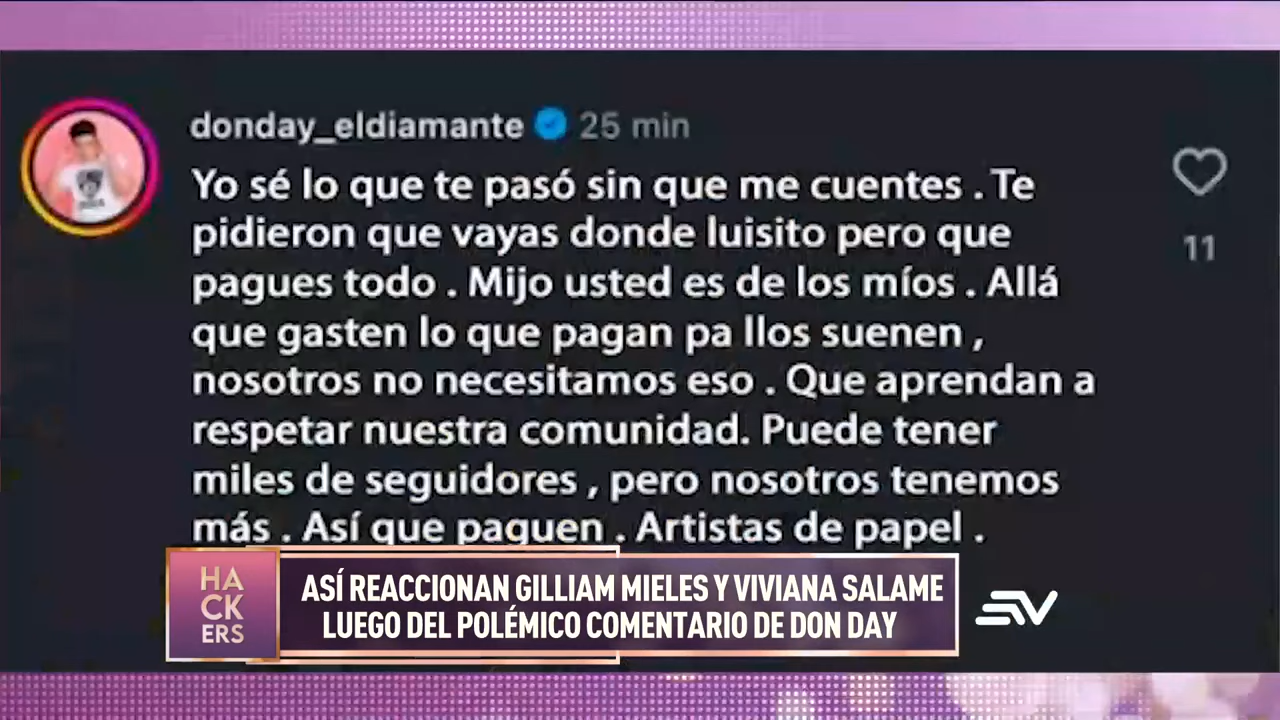 donday_eldiamante 25 min
Yo sé lo que te pasó sin que me cuentes . Te
pidieron que vayas donde luisito pero que
pagues todo . Mijo usted es de los míos . Allá
que gasten lo que pagan pa llos suenen ,
nosotros no necesitamos eso . Que aprendan a
respetar nuestra comunidad. Puede tener
miles de seguidores , pero nosotros tenemos
más . Así que paguen . Artistas de papel .
11
HA
CK
ERS
ASÍ REACCIONAN GILLIAM MIELES Y VIVIANA SALAME
LUEGO DEL POLÉMICO COMENTARIO DE DON DAY